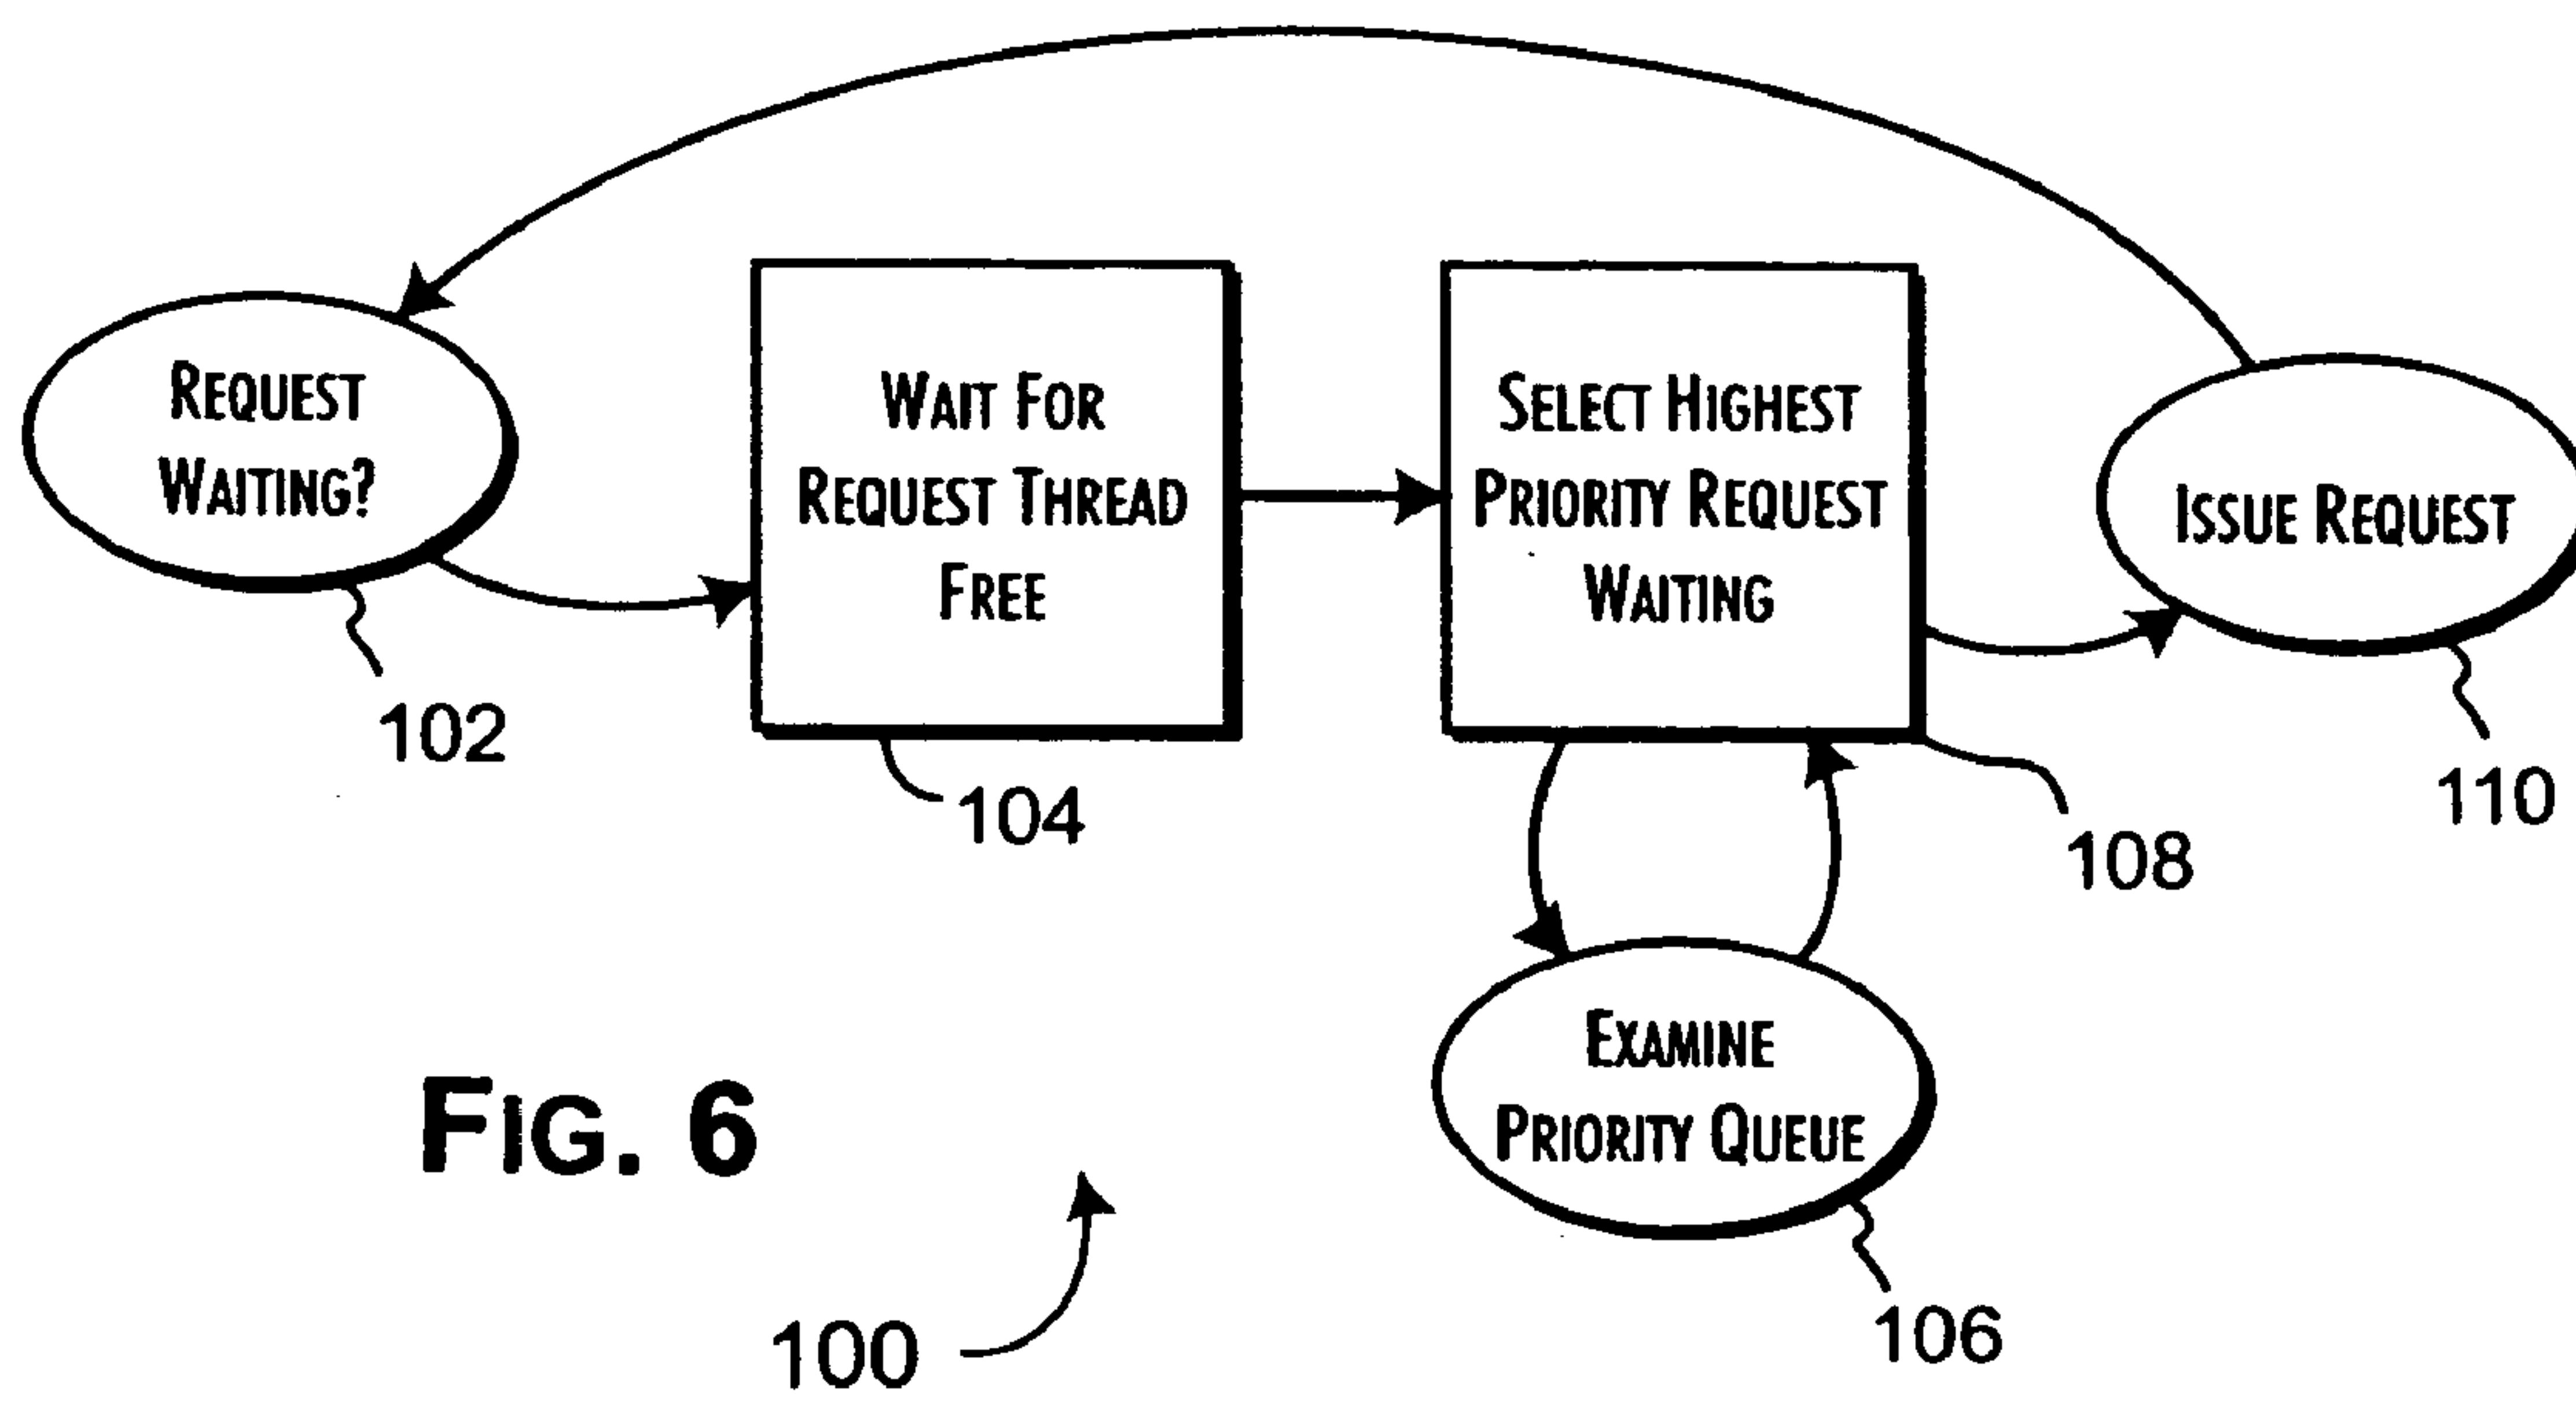 REQUEST
WAITING?
102
WAIT FOR
REQUEST THREAD
FREE
104
SELECT HIGHEST
PRIORITY REQUEST
WAITING
108
ISSUE REQUEST
110
EXAMINE
PRIORITY QUEUE
106
FIG. 6
100